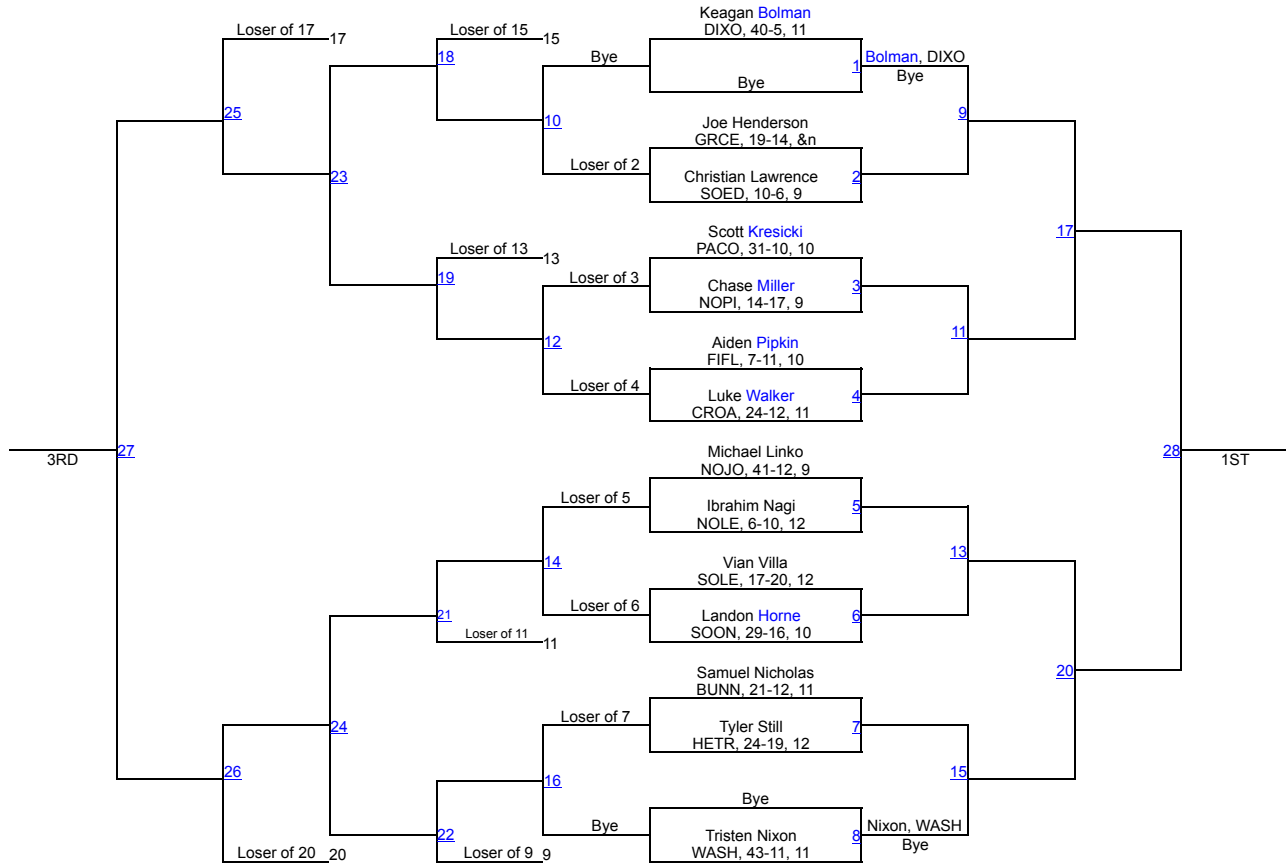 Keagan Bolman
DIXO, 40-5, 11
Loser of 17 17
Loser of 15 15
18
Bye
1
Bolman, DIXO
Bye
Bye
25
10
9
Joe Henderson
GRCE, 19-14, &n
Loser of 2
23
Christian Lawrence
2
SOED, 10-6, 9
17
Scott Kresicki
PACO, 31-10, 10
Loser of 13 13
19
Loser of 3
Chase Miller
3
NOPI, 14-17, 9
11
12
Aiden Pipkin
FIFL, 7-11, 10
Loser of 4
Luke Walker
4
CROA, 24-12, 11
3RD
27
28
1ST
Michael Linko
NOJO, 41-12, 9
Loser of 5
Ibrahim Nagi
5
NOLE, 6-10, 12
13
14
Vian Villa
SOLE, 17-20, 12
Loser of 6
21
Landon Horne
6
SOON, 29-16, 10
Loser of 11 11
20
Samuel Nicholas
BUNN, 21-12, 11
Loser of 7
24
Tyler Still
7
HETR, 24-19, 12
26
16
15
Bye
Bye
22
Tristen Nixon
8
Nixon, WASH
Bye
WASH, 43-11, 11
Loser of 20 20
Loser of 9 9